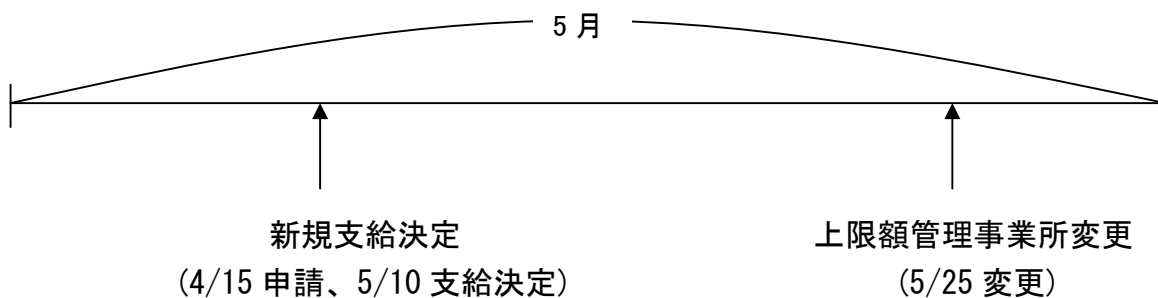 5 月
新規支給決定
(4/15 申請、5/10 支給決定)
上限額管理事業所変更
(5/25 変更)